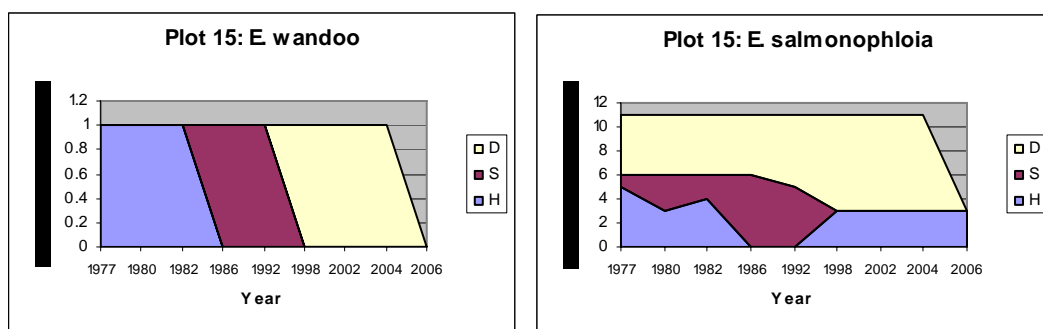 Plot 15: E. wandoo
1.2
1
0.8
0.6
0.4
0.2
0
1977 1980 1982 1986 1992 1998 2002 2004 2006
Year
D
S
H
Plot 15: E. salmonophloia
12
10
8
6
4
2
0
1977 1980 1982 1986 1992 1998 2002 2004 2006
Year
D
S
H